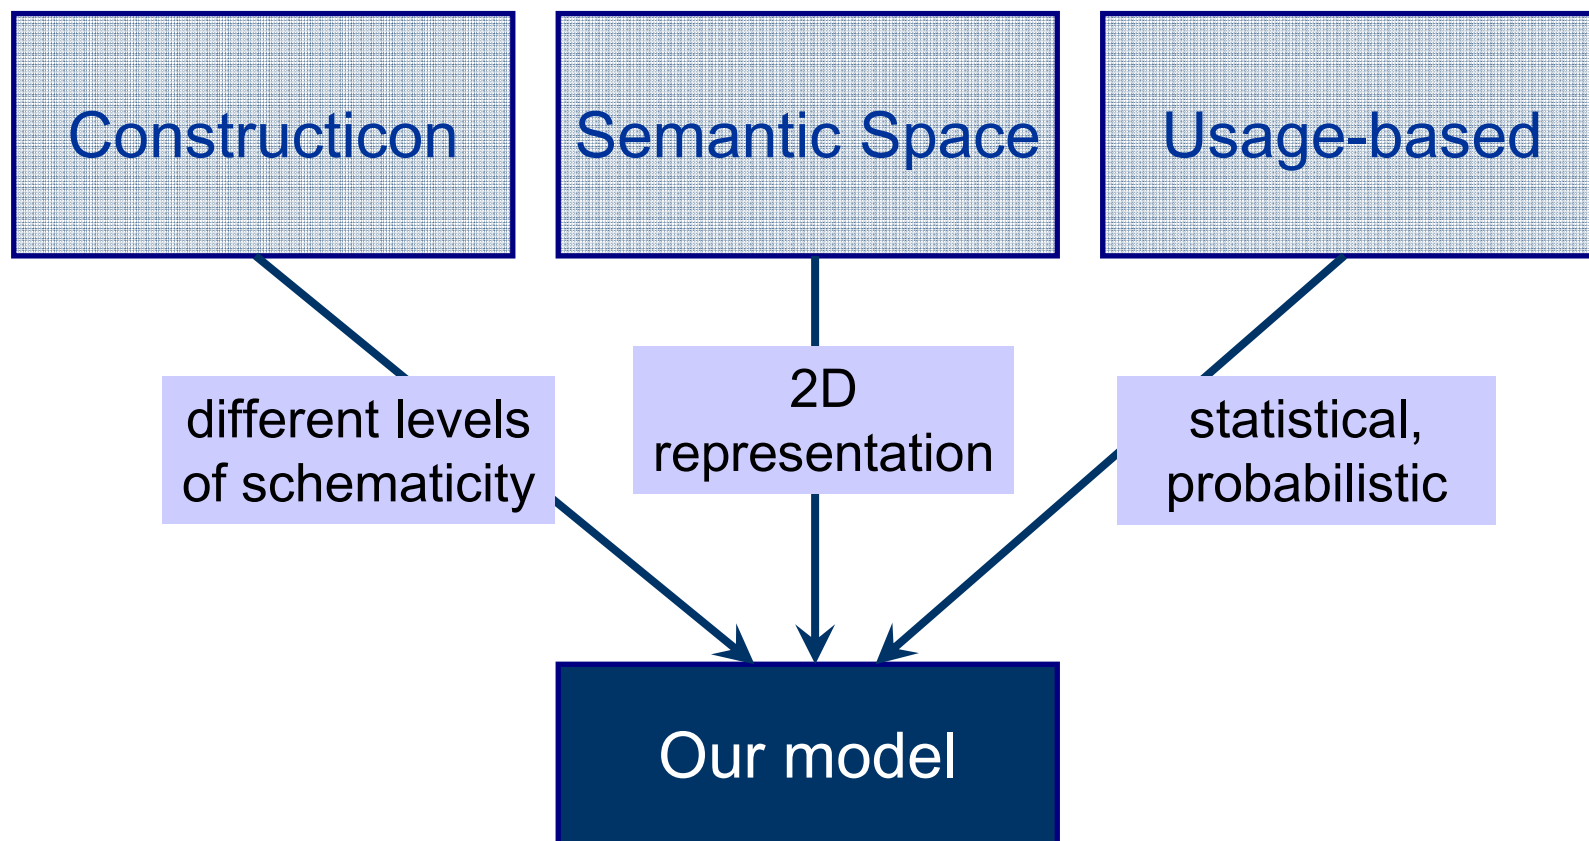 Constructicon
Semantic Space
Usage-based
different levels
of schematicity
2D
representation
statistical,
probabilistic
Our model